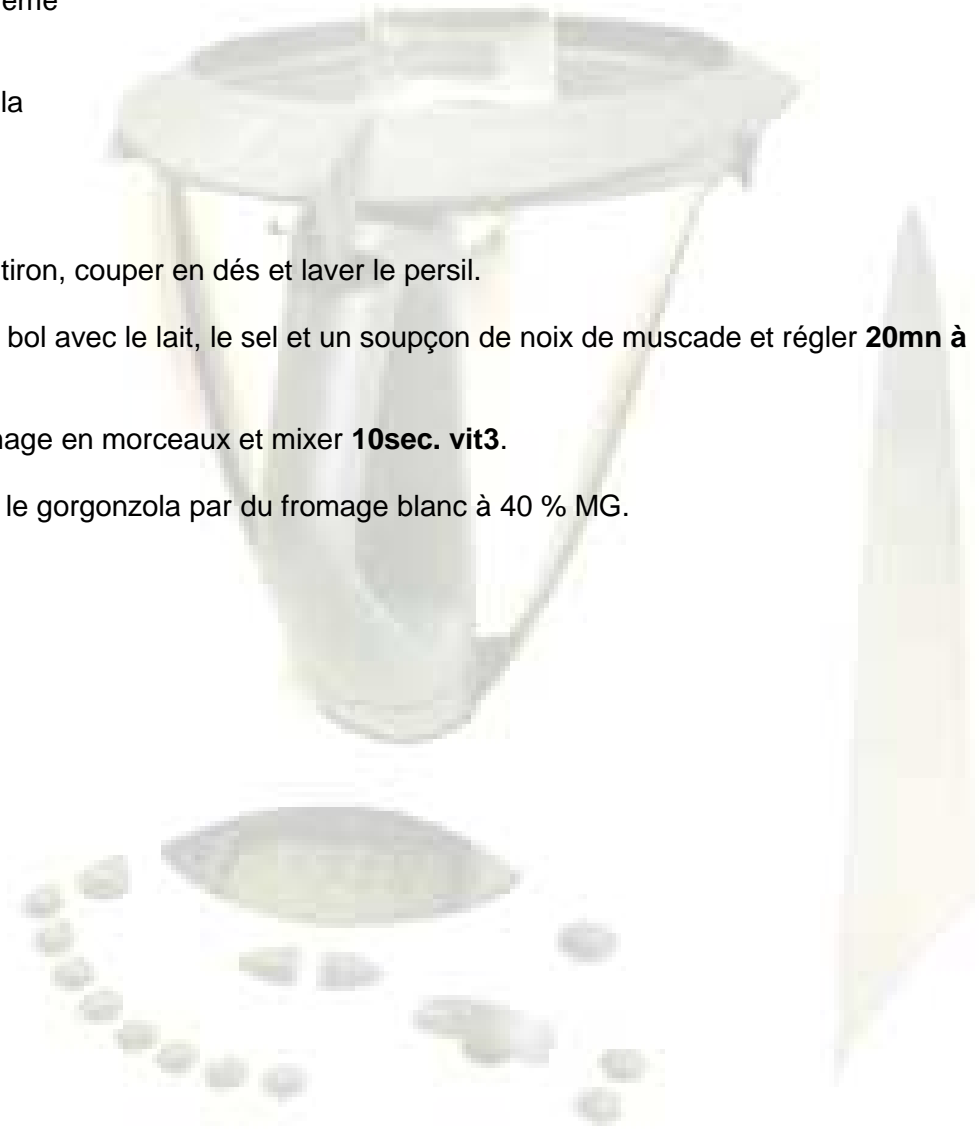 ème
la
tiron, couper en dés et laver le persil.
bol avec le lait, le sel et un soupçon de noix de muscade et régler 20mn à
nage en morceaux et mixer 10sec. vit3.
le gorgonzola par du fromage blanc à 40 % MG.